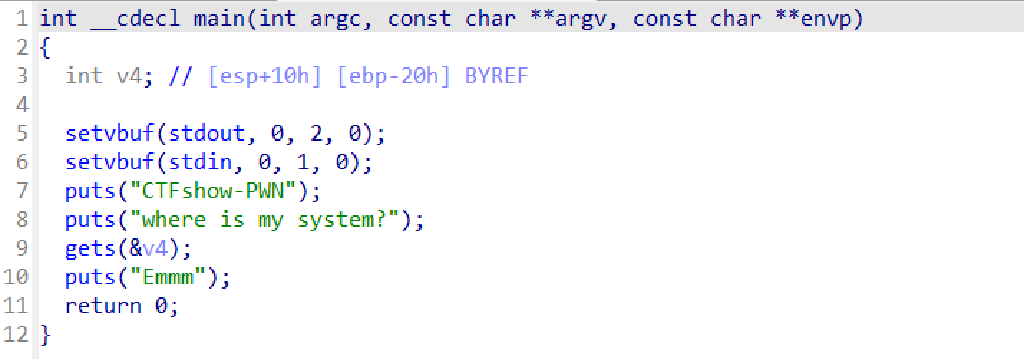 1 int __cdecl main(int argc, const char **argv, const char **envp)
2 {
3   int v4; // [esp+10h] [ebp-20h] BYREF
4
5   setvbuf(stdout, 0, 2, 0);
6   setvbuf(stdin, 0, 1, 0);
7   puts("CTFshow-PWN");
8   puts("where is my system?");
9   gets(&v4);
10   puts("Emmm");
11   return 0;
12 }